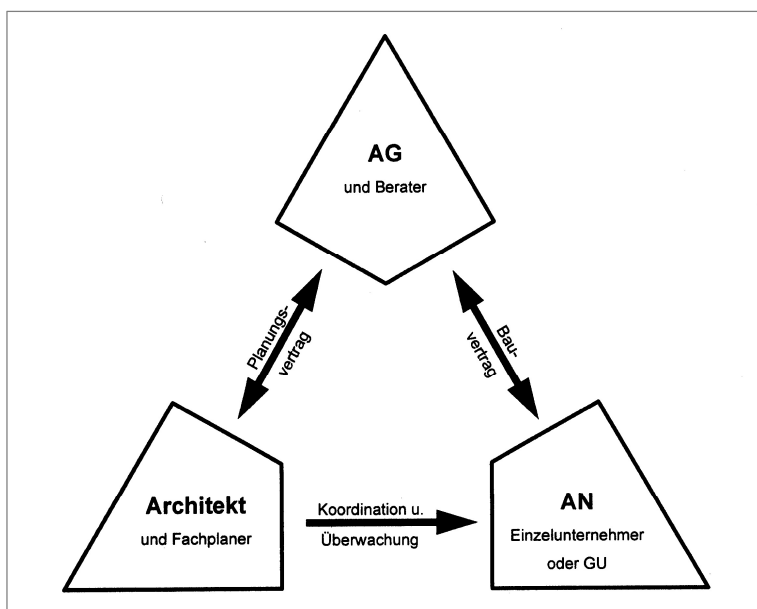 AG
und Berater
Planungs-
vertrag
Bau-
vertrag
Architekt
und Fachplaner
Koordination u.
Überwachung
AN
Einzelunternehmer
oder GU